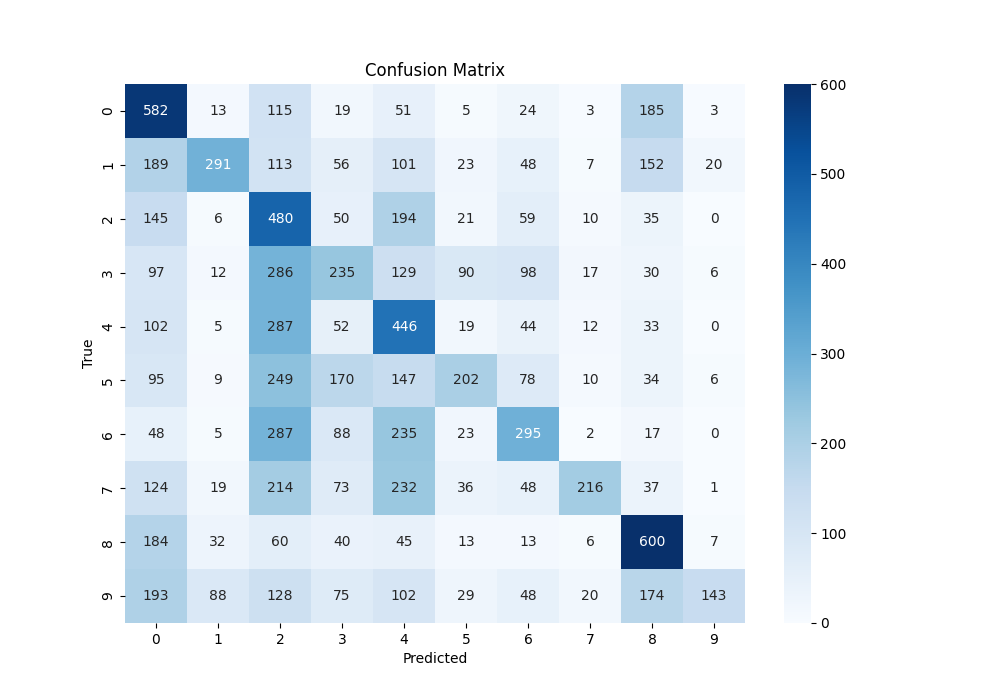 Confusion Matrix
0 582 13 115 19 51 5 24 3 185 3
1 189 291 113 56 101 23 48 7 152 20
2 145 6 480 50 194 21 59 10 35 0
3 97 12 286 235 129 90 98 17 30 6
4 102 5 287 52 446 19 44 12 33 0
5 95 9 249 170 147 202 78 10 34 6
6 48 5 287 88 235 23 295 2 17 0
7 124 19 214 73 232 36 48 216 37 1
8 184 32 60 40 45 13 13 6 600 7
9 193 88 128 75 102 29 48 20 174 143
0 1 2 3 4 5 6 7 8 9
Predicted
True
600
500
400
300
200
100
0